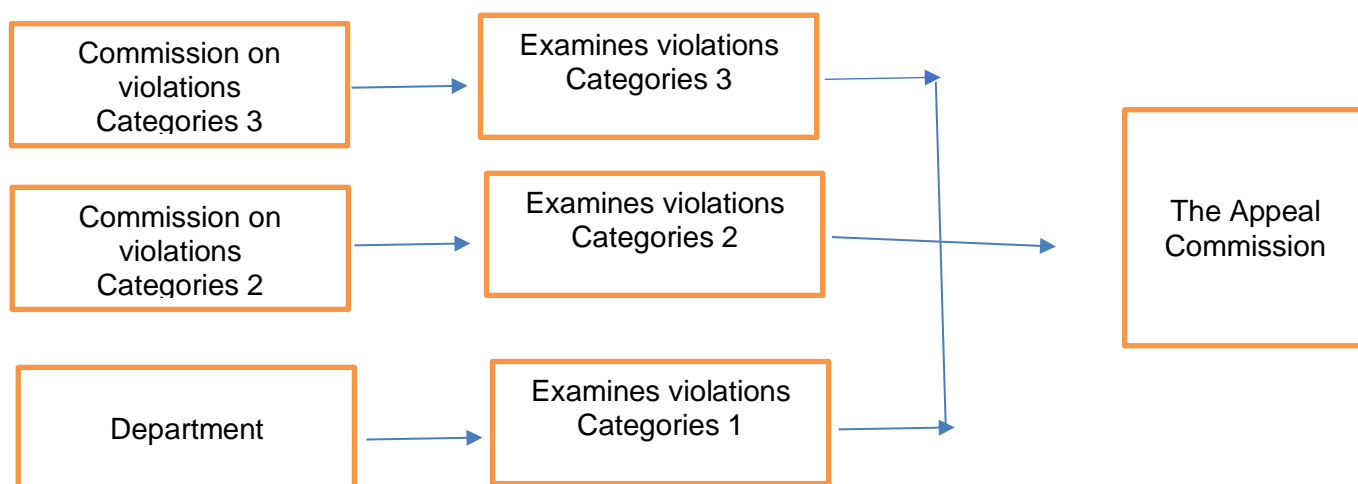 Commission on
violations
Categories 3
Examines violations
Categories 3
Commission on
violations
Categories 2
Examines violations
Categories 2
The Appeal
Commission
Department
Examines violations
Categories 1